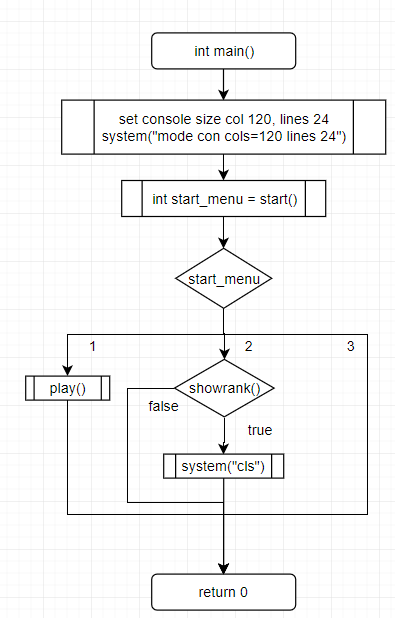 int main()
set console size col 120, lines 24
system("mode con cols=120 lines 24")
int start_menu = start()
start_menu
1
2
3
play()
showrank()
false
true
system("cls")
return 0